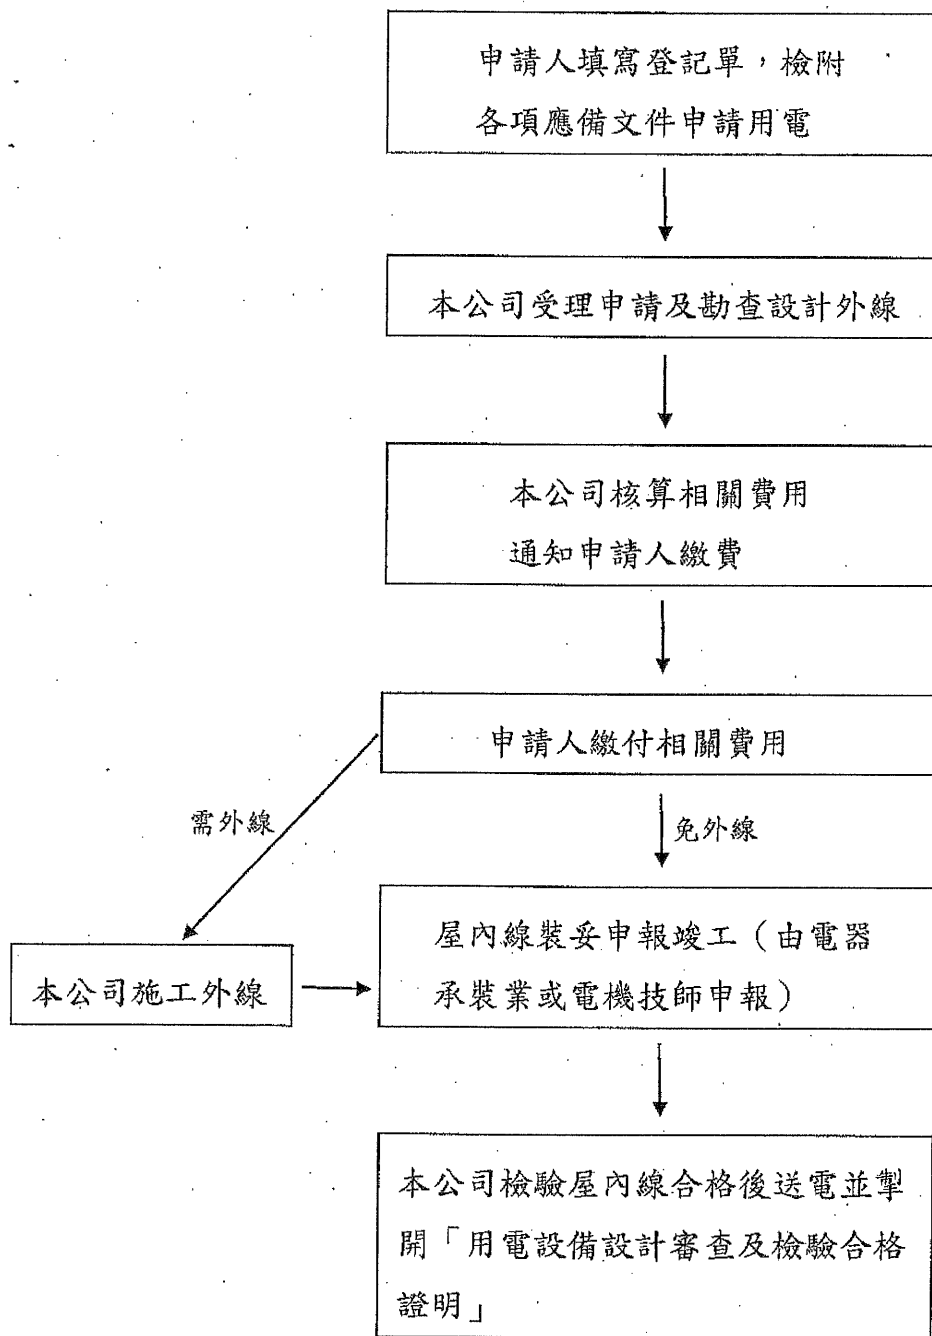 申請人填寫登記單，檢附
各項應備文件申請用電
本公司受理申請及勘查設計外線
本公司核算相關費用
通知申請人繳費
申請人繳付相關費用
需外線
免外線
屋內線裝妥申報竣工（由電器
承裝業或電機技師申報）
本公司施工外線
本公司檢驗屋內線合格後送電並掣
開「用電設備設計審查及檢驗合格
證明」